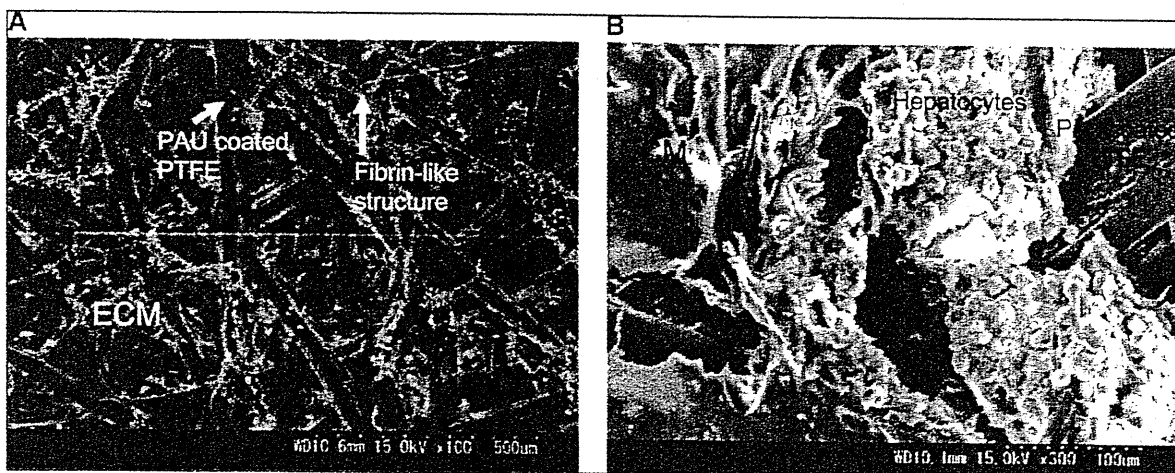 A
PAU coated
PTFE
Fibrin-like
structure
ECM
WD10.6mm 15.0kV x100 500um
B
Hepatocytes
M
P
WD10.1mm 15.0kV x300 100um